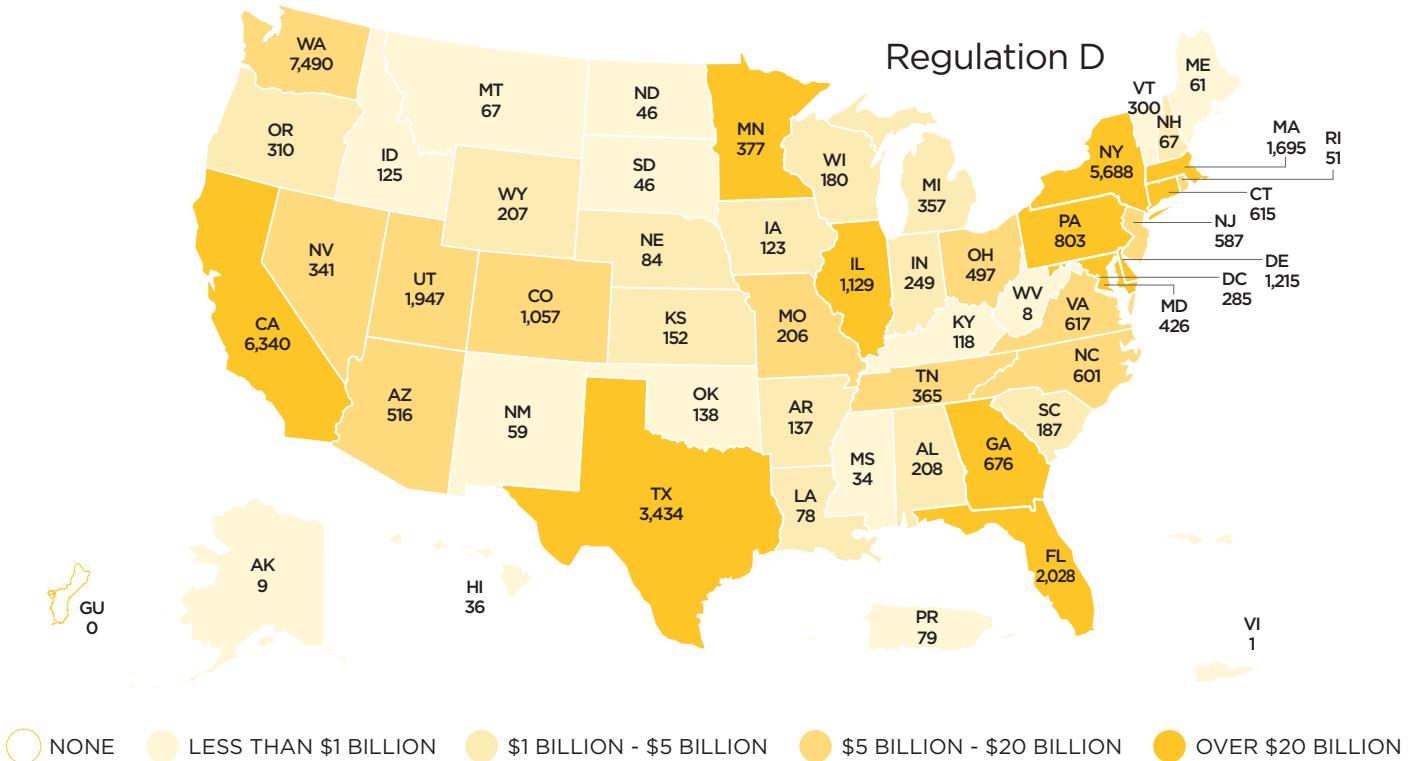 Regulation D
WA
7,490
OR
310
CA
6,340
ID
125
NV
341
MT
67
WY
207
UT
1,947
AZ
516
CO
1,057
NM
59
ND
46
SD
46
NE
84
KS
152
OK
138
TX
3,434
MN
377
IA
123
MO
206
AR
137
LA
78
WI
180
IL
1,129
MI
357
IN
249
OH
497
KY
118
TN
365
MS
34
AL
208
GA
676
FL
2,028
SC
187
NC
601
VA
617
WV
8
PA
803
NY
5,688
VT
300
NH
67
ME
61
MA
1,695
RI
51
CT
615
NJ
587
DE
1,215
DC
285
MD
426
GU
0
AK
9
HI
36
PR
79
VI
1
NONE
LESS THAN $1 BILLION
$1 BILLION - $5 BILLION
$5 BILLION - $20 BILLION
OVER $20 BILLION